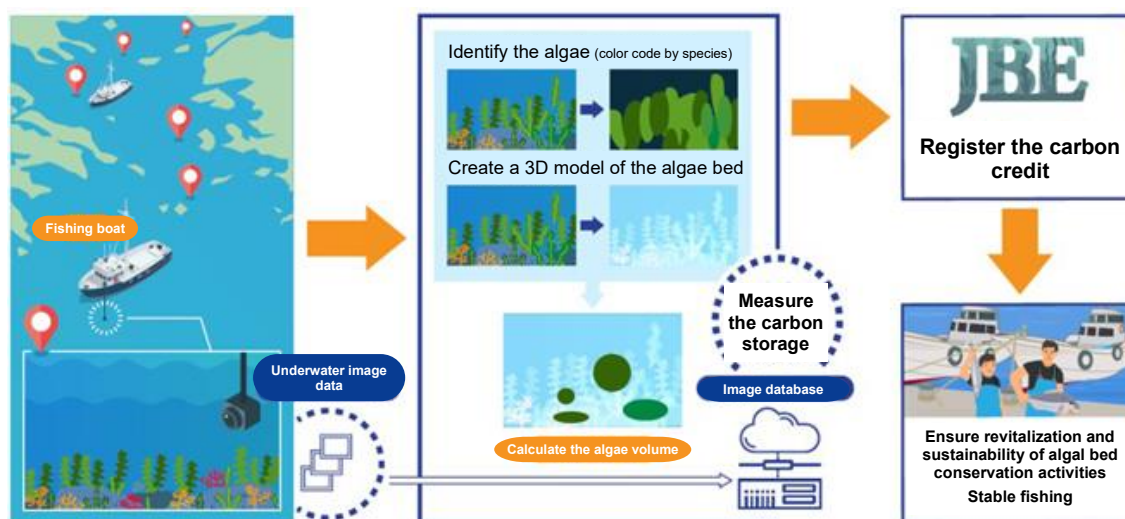 Fishing boat
Underwater image
data
Identify the algae (color code by species)
Create a 3D model of the algae bed
Calculate the algae volume
Measure
the carbon
storage
Image database
JBE
Register the carbon
credit
Ensure revitalization and
sustainability of algal bed
conservation activities
Stable fishing